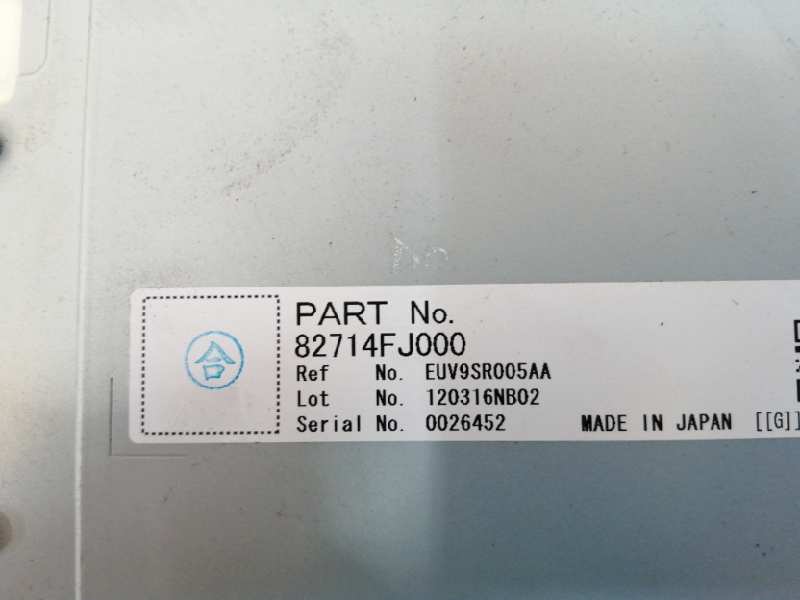 合
PART No.
82714FJ000
Ref No. EUV9SR005AA
Lot No. 120316NB02
Serial No. 0026452 MADE IN JAPAN [[G]]